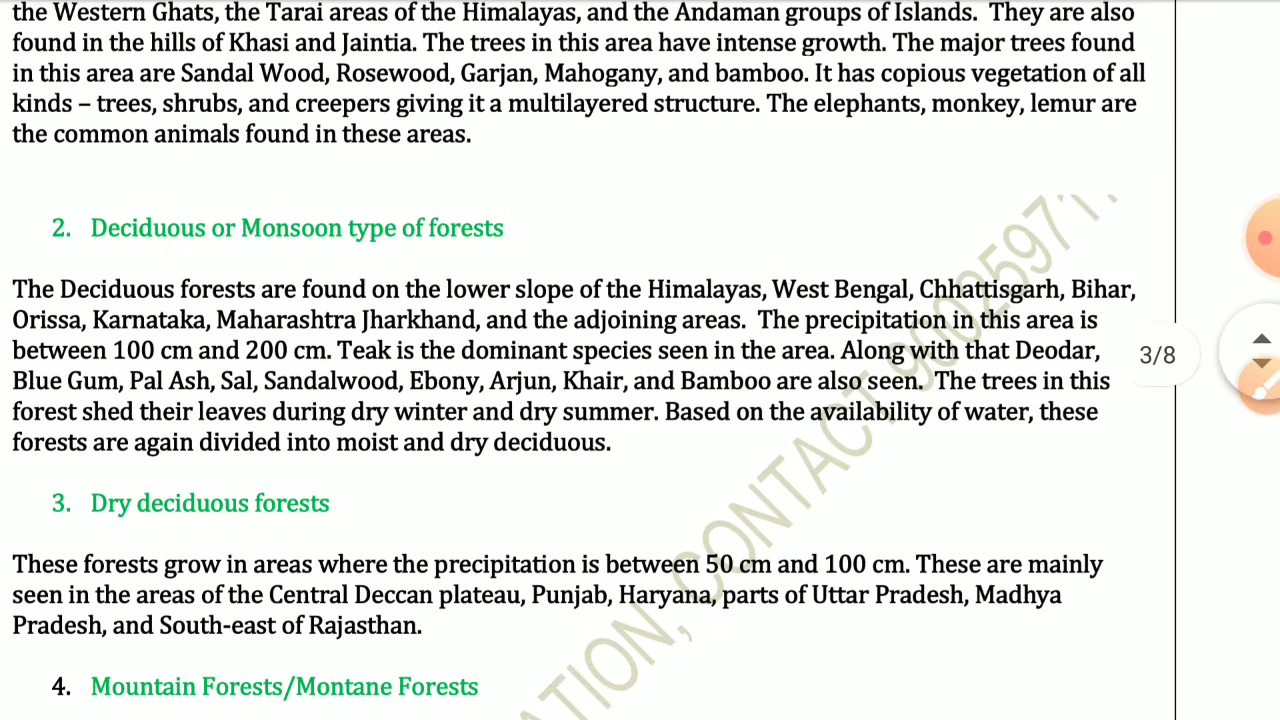 the Western Ghats, the Tarai areas of the Himalayas, and the Andaman groups of Islands. They are also
found in the hills of Khasi and Jaintia. The trees in this area have intense growth. The major trees found
in this area are Sandal Wood, Rosewood, Garjan, Mahogany, and bamboo. It has copious vegetation of all
kinds – trees, shrubs, and creepers giving it a multilayered structure. The elephants, monkey, lemur are
the common animals found in these areas.
2. Deciduous or Monsoon type of forests
The Deciduous forests are found on the lower slope of the Himalayas, West Bengal, Chhattisgarh, Bihar,
Orissa, Karnataka, Maharashtra Jharkhand, and the adjoining areas. The precipitation in this area is
between 100 cm and 200 cm. Teak is the dominant species seen in the area. Along with that Deodar,
Blue Gum, Pal Ash, Sal, Sandalwood, Ebony, Arjun, Khair, and Bamboo are also seen. The trees in this
forest shed their leaves during dry winter and dry summer. Based on the availability of water, these
forests are again divided into moist and dry deciduous.
3. Dry deciduous forests
These forests grow in areas where the precipitation is between 50 cm and 100 cm. These are mainly
seen in the areas of the Central Deccan plateau, Punjab, Haryana, parts of Uttar Pradesh, Madhya
Pradesh, and South-east of Rajasthan.
4. Mountain Forests/Montane Forests
3/8
CONTACT